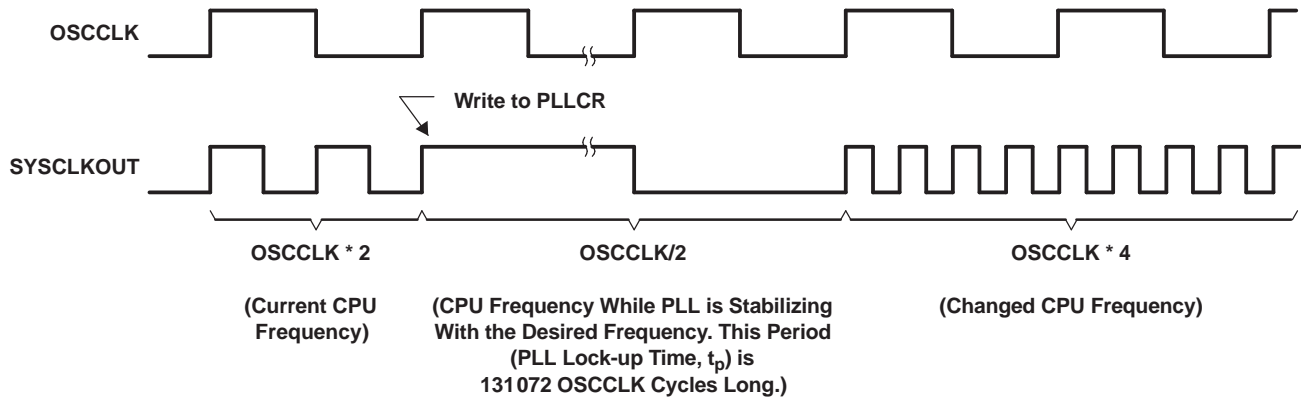 OSCCLK
Write to PLLCR
SYSCLKOUT
OSCCLK * 2
OSCCLK/2
OSCCLK * 4
(Current CPU
Frequency)
(CPU Frequency While PLL is Stabilizing
With the Desired Frequency. This Period
(PLL Lock-up Time, tp) is
131072 OSCCLK Cycles Long.)
(Changed CPU Frequency)